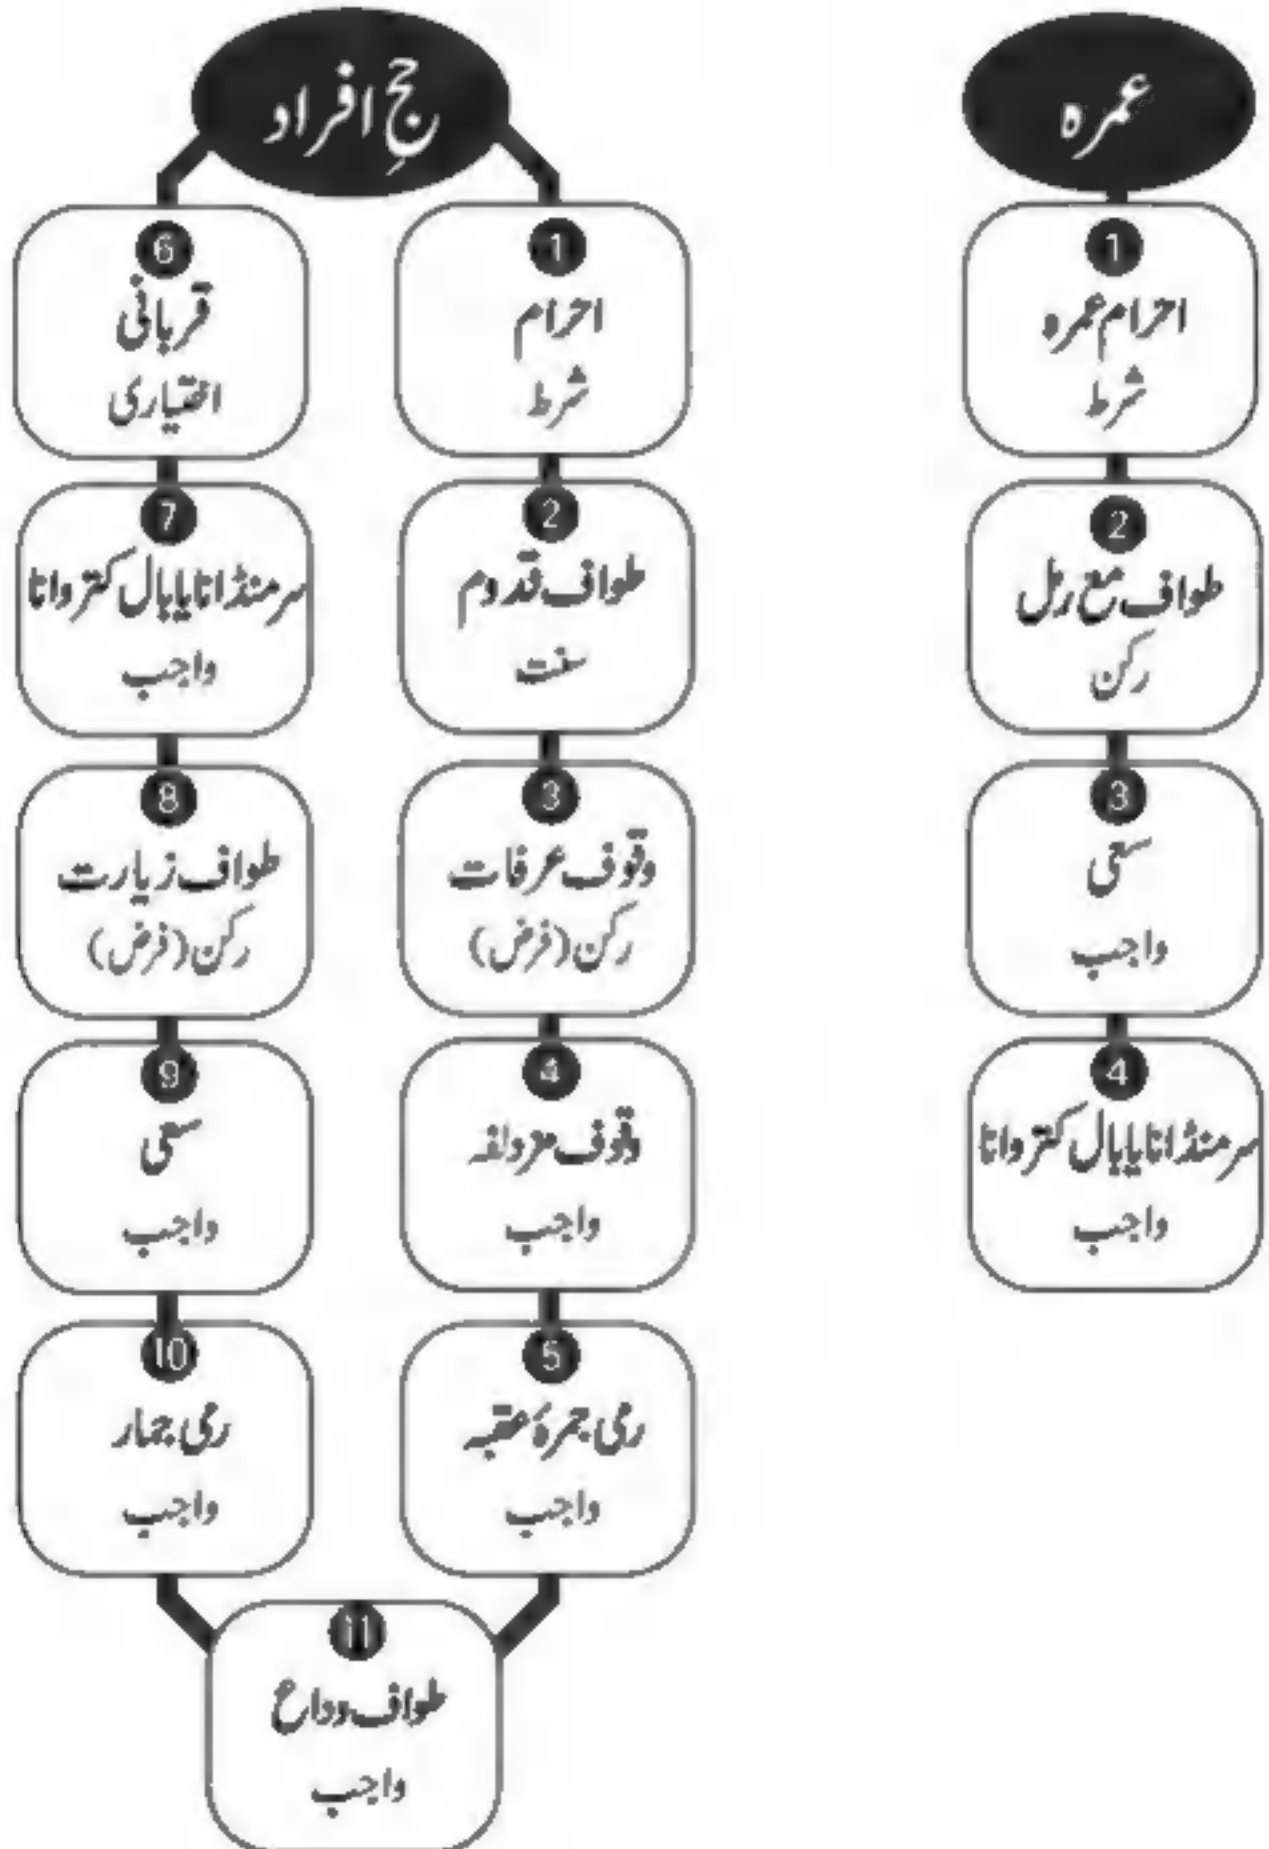 عمرہ
1
احرام عمرہ
شرط
2
طواف مع رمل
رکن
3
سعی
واجب
4
سر منڈانا یا بال کتروانا
واجب
حجِ افراد
1
احرام
شرط
2
طواف قدوم
سنت
3
وقوف عرفات
رکن (فرض)
4
وقوف مزدلفہ
واجب
5
رمی جمرۂ عقبہ
واجب
6
قربانی
اختیاری
7
سر منڈانا یا بال کتروانا
واجب
8
طواف زیارت
رکن (فرض)
9
سعی
واجب
10
رمی جمار
واجب
11
طواف وداع
واجب